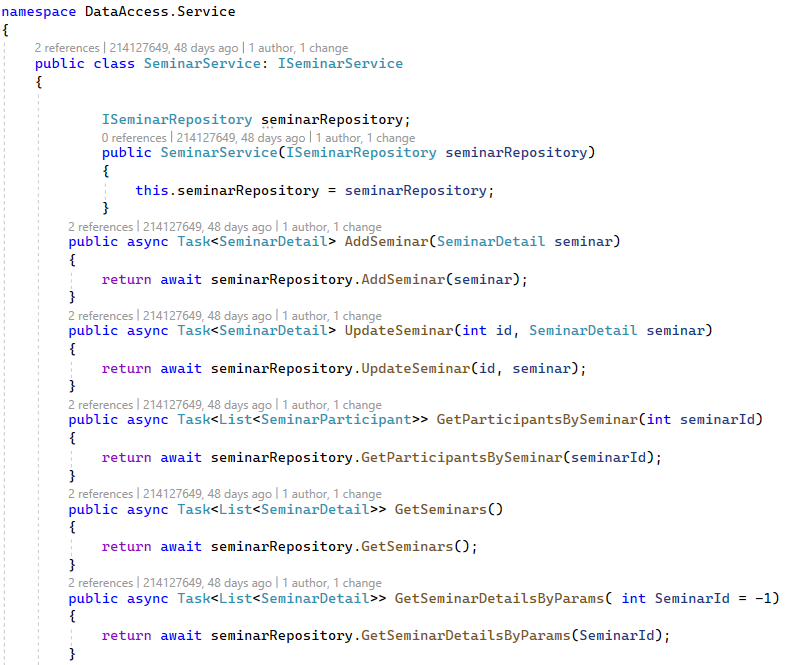 namespace DataAccess.Service
{
2 references | 214127649, 48 days ago | 1 author, 1 change
public class SeminarService: ISeminarService
{
ISeminarRepository seminarRepository;
0 references | 214127649, 48 days ago | 1 author, 1 change
public SeminarService(ISeminarRepository seminarRepository)
{
this.seminarRepository = seminarRepository;
}
2 references | 214127649, 48 days ago | 1 author, 1 change
public async Task<SeminarDetail> AddSeminar(SeminarDetail seminar)
{
return await seminarRepository.AddSeminar(seminar);
}
2 references | 214127649, 48 days ago | 1 author, 1 change
public async Task<SeminarDetail> UpdateSeminar(int id, SeminarDetail seminar)
{
return await seminarRepository.UpdateSeminar(id, seminar);
}
2 references | 214127649, 48 days ago | 1 author, 1 change
public async Task<List<SeminarParticipant>> GetParticipantsBySeminar(int seminarId)
{
return await seminarRepository.GetParticipantsBySeminar(seminarId);
}
2 references | 214127649, 48 days ago | 1 author, 1 change
public async Task<List<SeminarDetail>> GetSeminars()
{
return await seminarRepository.GetSeminars();
}
2 references | 214127649, 48 days ago | 1 author, 1 change
public async Task<List<SeminarDetail>> GetSeminarDetailsByParams( int SeminarId = -1)
{
return await seminarRepository.GetSeminarDetailsByParams(SeminarId);
}